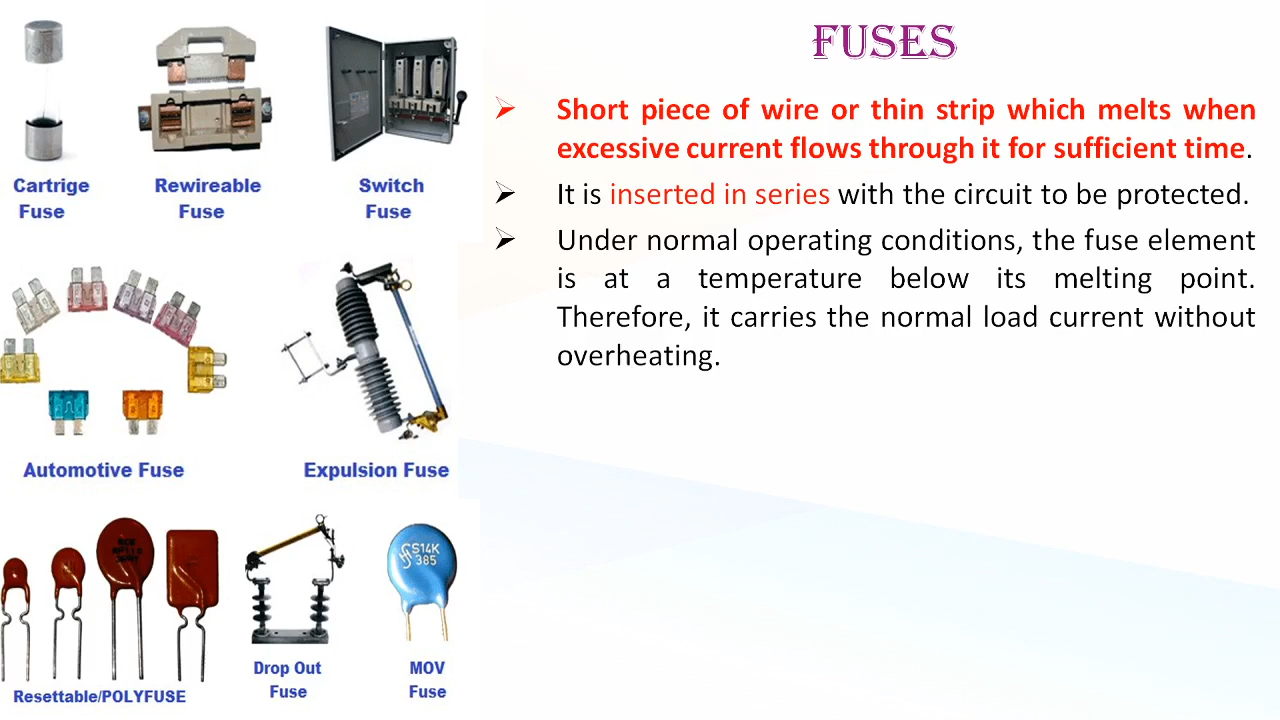 FUSES
Short piece of wire or thin strip which melts when
excessive current flows through it for sufficient time.
It is inserted in series with the circuit to be protected.
Under normal operating conditions, the fuse element
is at a temperature below its melting point.
Therefore, it carries the normal load current without
overheating.
Cartrige
Fuse
Rewireable
Fuse
Switch
Fuse
Automotive Fuse
Expulsion Fuse
S14K
385
Resettable/POLYFUSE
Drop Out
Fuse
MOV
Fuse